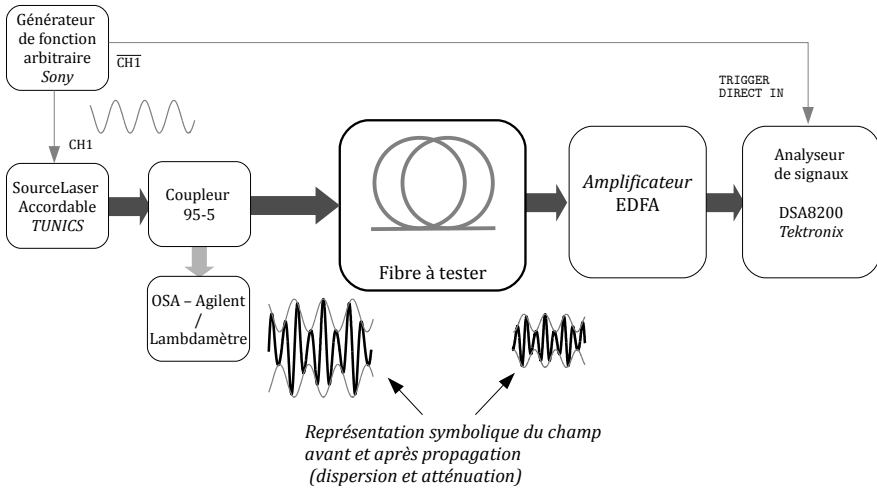 Générateur
de fonction
arbitraire
Sony
CH1
TRIGGER
DIRECT IN
CH1
SourceLaser
Accordable
TUNICS
Coupleur
95-5
Fibre à tester
Amplificateur
EDFA
Analyseur
de signaux
DSA8200
Tektronix
OSA – Agilent
/
Lambdamètre
Représentation symbolique du champ
avant et après propagation
(dispersion et atténuation)